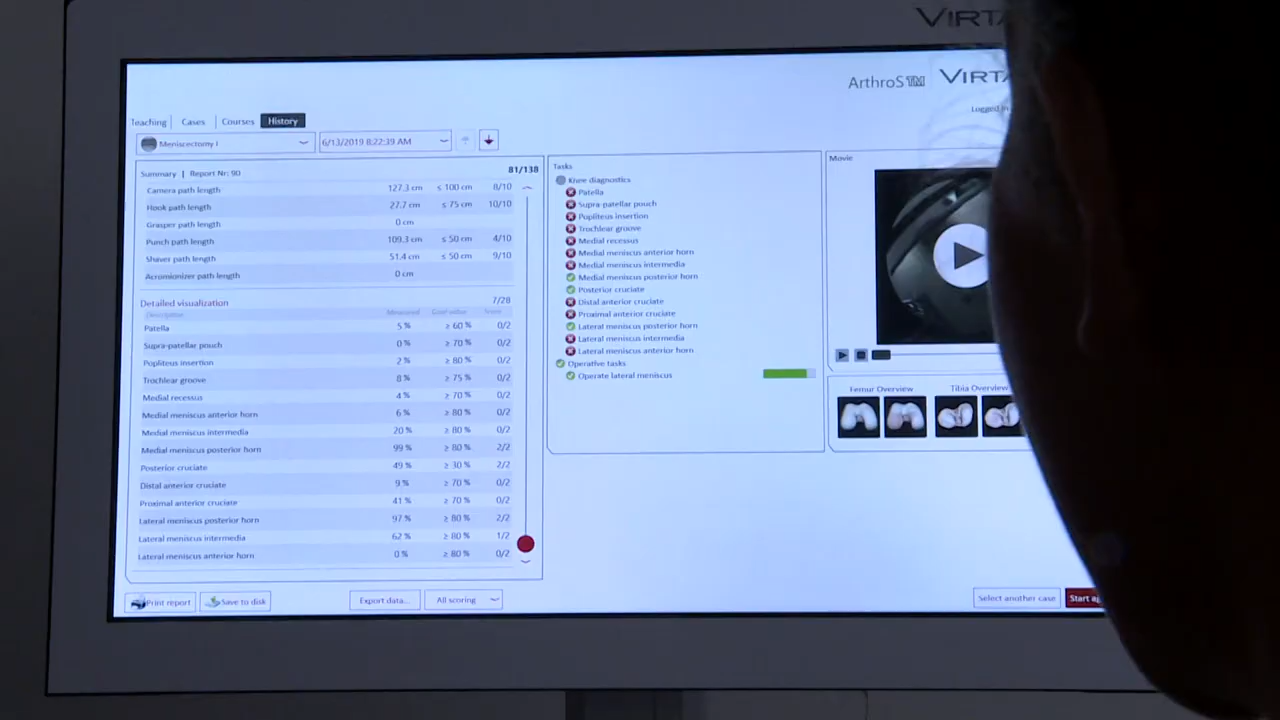 VIRTA
ArthroS™ VIRTA
Logged in
Teaching Cases Courses History
Meniscectomy I 6/13/2019 8:22:39 AM
Summary | Report Nr: 90 81/138
Camera path length 127.3 cm ≤ 100 cm 8/10
Hook path length 27.7 cm ≤ 75 cm 10/10
Grasper path length 0 cm
Punch path length 109.3 cm ≤ 50 cm 4/10
Shaver path length 51.4 cm ≤ 50 cm 9/10
Acromionizer path length 0 cm
Detailed visualization 7/28
Description Measured Goal value Score
Patella 5 % ≥ 60 % 0/2
Supra-patellar pouch 0 % ≥ 70 % 0/2
Popliteus insertion 2 % ≥ 80 % 0/2
Trochlear groove 8 % ≥ 75 % 0/2
Medial recessus 4 % ≥ 70 % 0/2
Medial meniscus anterior horn 6 % ≥ 80 % 0/2
Medial meniscus intermedia 20 % ≥ 80 % 0/2
Medial meniscus posterior horn 99 % ≥ 80 % 2/2
Posterior cruciate 49 % ≥ 30 % 2/2
Distal anterior cruciate 9 % ≥ 70 % 0/2
Proximal anterior cruciate 41 % ≥ 70 % 0/2
Lateral meniscus posterior horn 97 % ≥ 80 % 2/2
Lateral meniscus intermedia 62 % ≥ 80 % 1/2
Lateral meniscus anterior horn 0 % ≥ 80 % 0/2
Print report Save to disk Export data... All scoring
Tasks
Knee diagnostics
Patella
Supra-patellar pouch
Popliteus insertion
Trochlear groove
Medial recessus
Medial meniscus anterior horn
Medial meniscus intermedia
Medial meniscus posterior horn
Posterior cruciate
Distal anterior cruciate
Proximal anterior cruciate
Lateral meniscus posterior horn
Lateral meniscus intermedia
Lateral meniscus anterior horn
Operative tasks
Operate lateral meniscus
Movie
Femur Overview Tibia Overview
Select another case Start ag